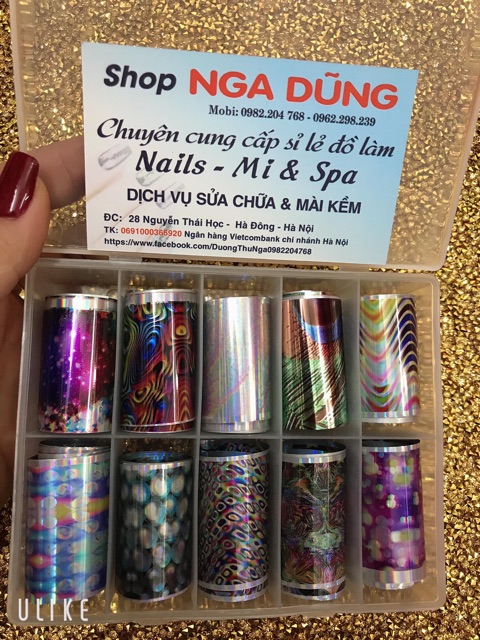 Shop NGA DŨNG
Mobi: 0982.204 768 - 0962.298.239
Chuyên cung cấp sỉ lẻ đồ làm
Nails - Mi & Spa
DỊCH VỤ SỬA CHỮA & MÀI KỀM
ĐC: 28 Nguyễn Thái Học - Hà Đông - Hà Nội
TK: 0691000366920 Ngân hàng Vietcombank chi nhánh Hà Nội
https://www.facebook.com/DuongThuNga0982204768
ULIKE